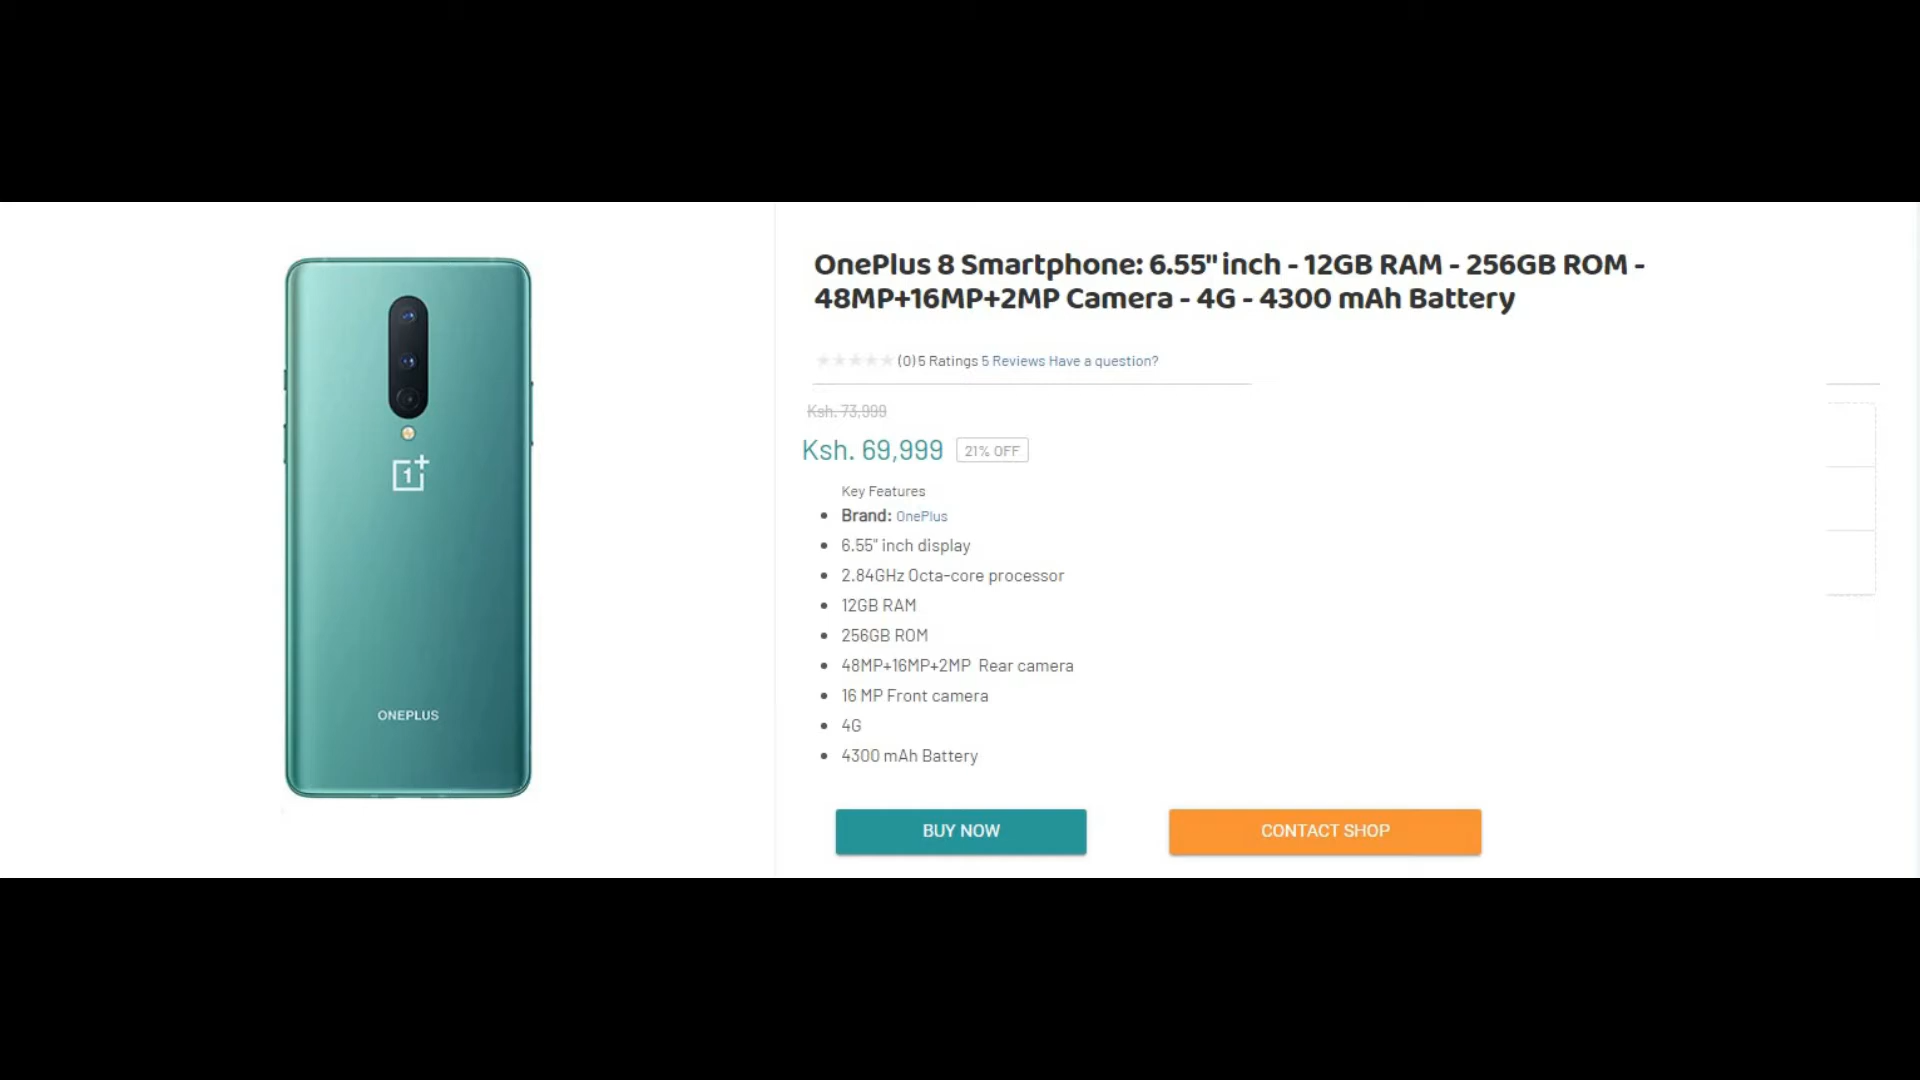 OnePlus 8 Smartphone: 6.55" inch - 12GB RAM - 256GB ROM -
48MP+16MP+2MP Camera - 4G - 4300 mAh Battery
(0) 5 Ratings 5 Reviews Have a question?
Ksh. 73,999
Ksh. 69,999 21% OFF
Key Features
Brand: OnePlus
6.55" inch display
2.84GHz Octa-core processor
12GB RAM
256GB ROM
48MP+16MP+2MP Rear camera
16 MP Front camera
4G
4300 mAh Battery
BUY NOW CONTACT SHOP
1+
ONEPLUS